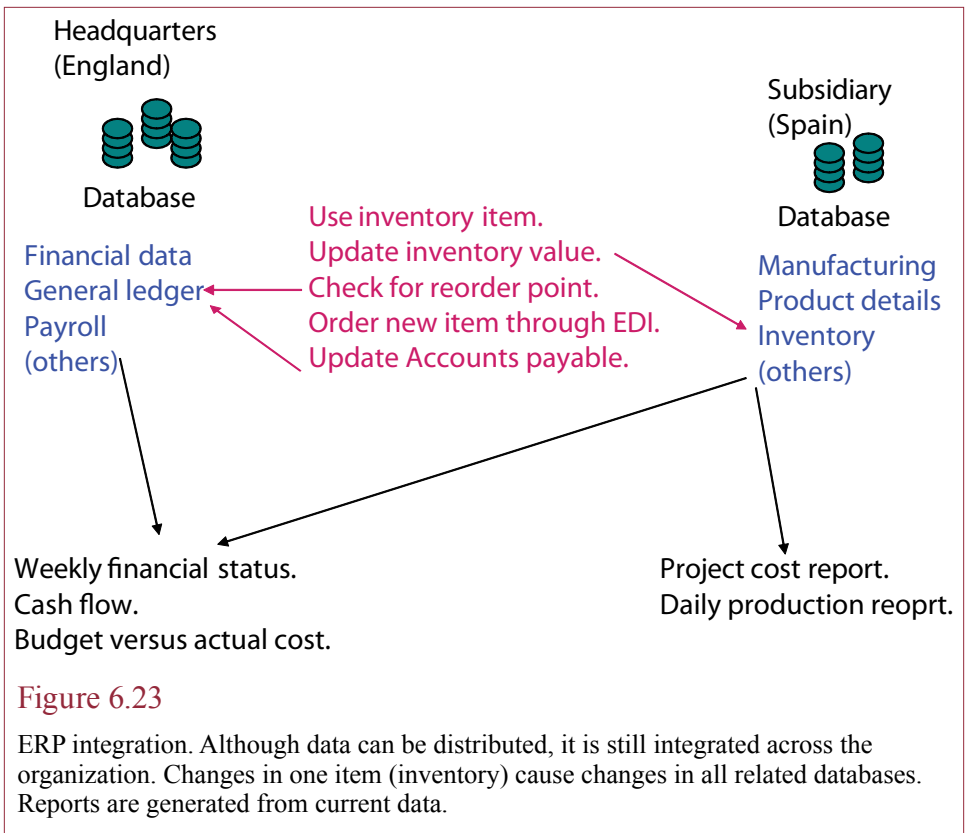 Headquarters
(England)
Database
Financial data
General ledger
Payroll
(others)
Use inventory item.
Update inventory value.
Check for reorder point.
Order new item through EDI.
Update Accounts payable.
Subsidiary
(Spain)
Database
Manufacturing
Product details
Inventory
(others)
Weekly financial status.
Cash flow.
Budget versus actual cost.
Project cost report.
Daily production reoprt.
Figure 6.23
ERP integration. Although data can be distributed, it is still integrated across the
organization. Changes in one item (inventory) cause changes in all related databases.
Reports are generated from current data.